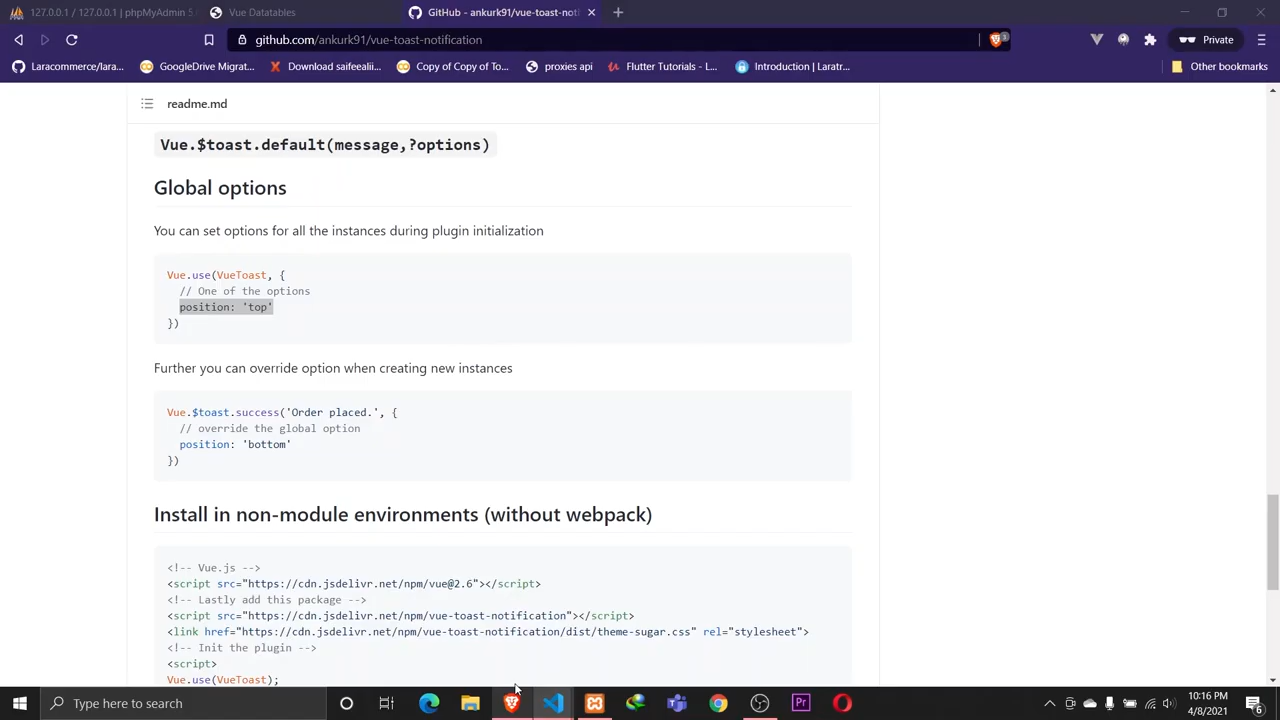 127.0.0.1 / 127.0.0.1 | phpMyAdmin 5
Vue Datatables
GitHub - ankurk91/vue-toast-noti
github.com/ankurk91/vue-toast-notification
1
Private
Laracommerce/lara...
GoogleDrive Migrat...
Download saifeealii...
Copy of Copy of To...
proxies api
Flutter Tutorials - L...
Introduction | Laratr...
Other bookmarks
readme.md
Vue.$toast.default(message,?options)
Global options
You can set options for all the instances during plugin initialization
Vue.use(VueToast, {
// One of the options
position: 'top'
})
Further you can override option when creating new instances
Vue.$toast.success('Order placed.', {
// override the global option
position: 'bottom'
})
Install in non-module environments (without webpack)
<!-- Vue.js -->
<script src="https://cdn.jsdelivr.net/npm/vue@2.6"></script>
<!-- Lastly add this package -->
<script src="https://cdn.jsdelivr.net/npm/vue-toast-notification"></script>
<link href="https://cdn.jsdelivr.net/npm/vue-toast-notification/dist/theme-sugar.css" rel="stylesheet">
<!-- Init the plugin -->
<script>
Vue.use(VueToast);
Type here to search
Pr
10:16 PM
4/8/2021
6